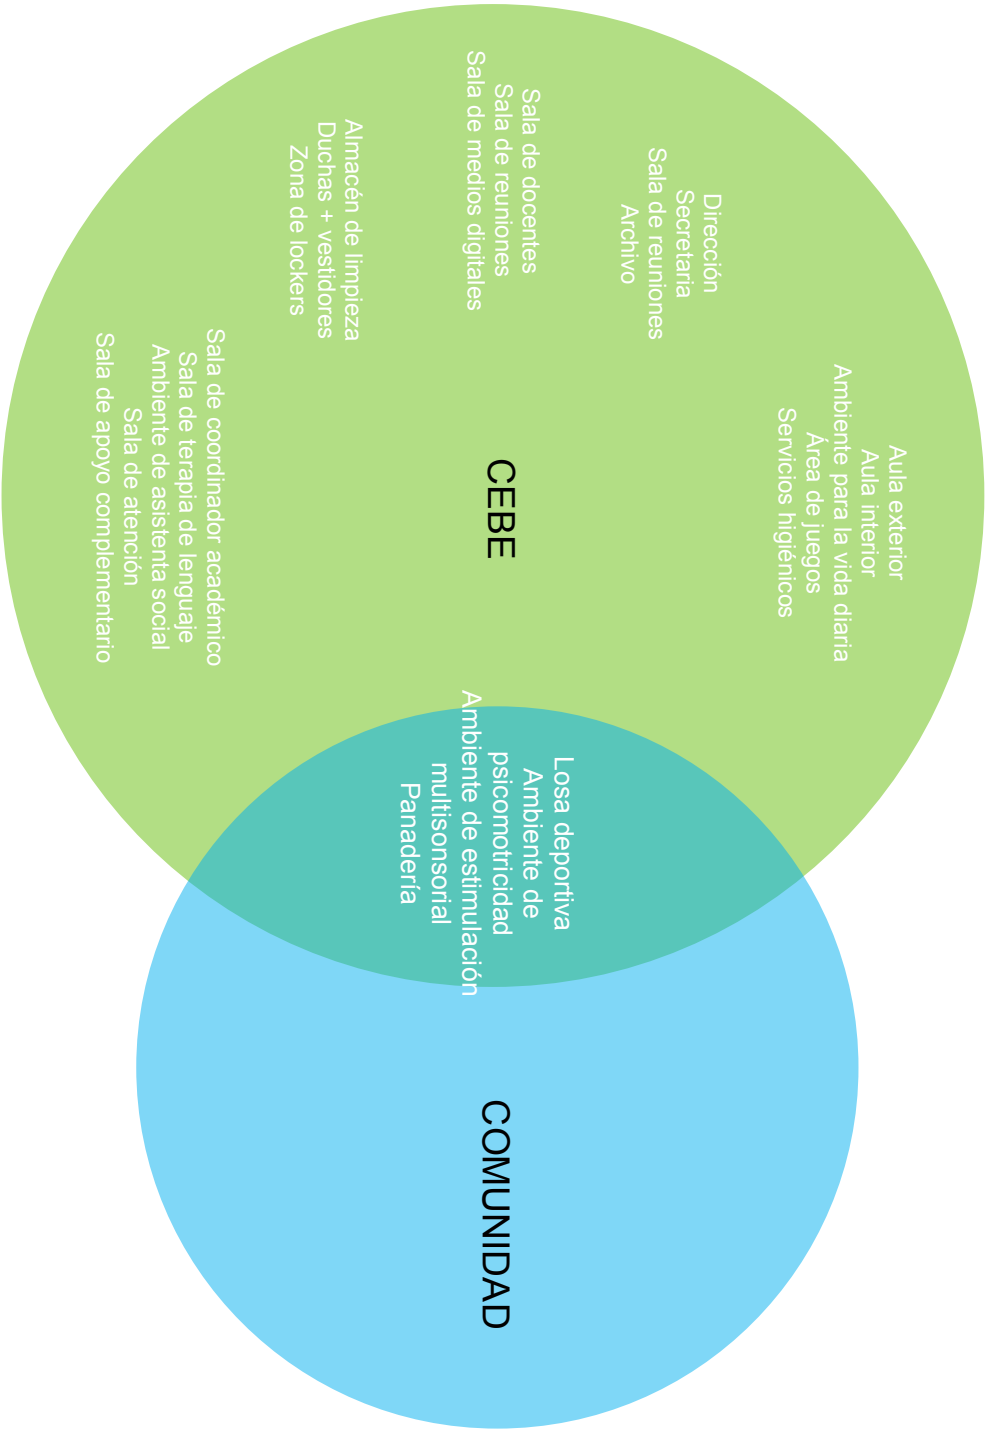 Aula exterior
Aula interior
Ambiente para la vida diaria
Área de juegos
Servicios higiénicos
Dirección
Secretaria
Sala de reuniones
Archivo
Sala de docentes
Sala de reuniones
Sala de medios digitales
CEBE
Losa deportiva
Ambiente de
psicomotricidad
Ambiente de estimulación
multisonsorial
Panadería
COMUNIDAD
Almacén de limpieza
Duchas + vestidores
Zona de lockers
Sala de coordinador académico
Sala de terapia de lenguaje
Ambiente de asistenta social
Sala de atención
Sala de apoyo complementario